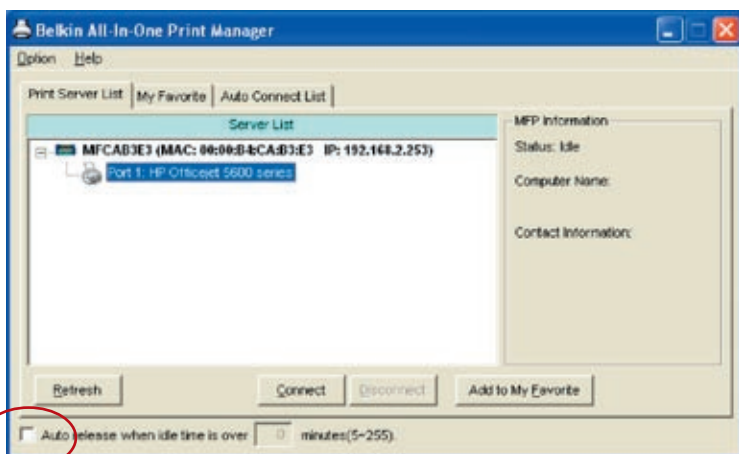 Belkin All-In-One Print Manager
Option Help
Print Server List My Favorite Auto Connect List
Server List
MFCAB3E3 (MAC: 00:00:B4:CA:B3:E3 IP: 192.168.2.253)
Port 1: HP Officejet 5600 series
MFP Information
Status: Idle
Computer Name:
Contact Information:
Refresh Connect Disconnect Add to My Favorite
Auto release when idle time is over 0 minutes(5~255).